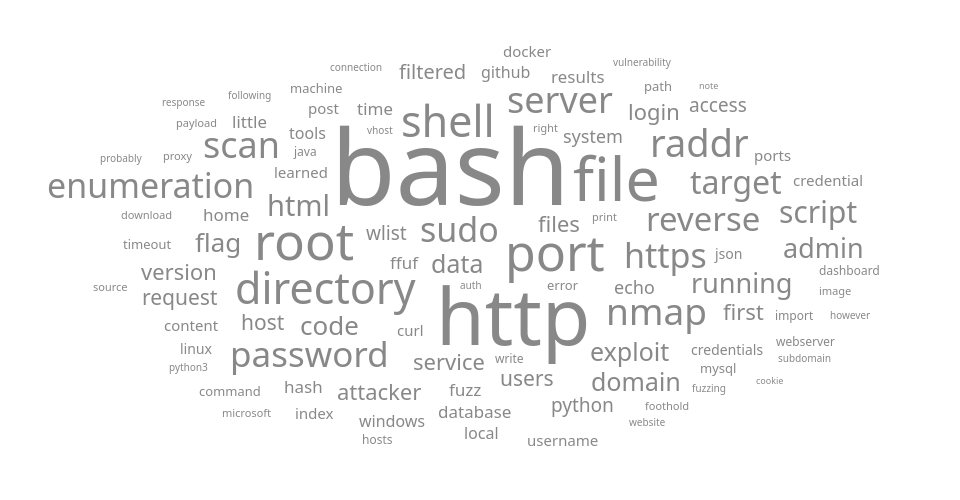 docker
connection filtered github results vulnerability
response following machine server path note
payload little post time shell login access
scan tools vhost right system raddr
probably proxy java bash file ports
enumeration learned target credential
download home html files print reverse script
timeout flag root wlist sudo port https json admin
version ffuf data dashboard
source request directory auth error echo running image
content host code curl http nmap first import however
linux password service write exploit credentials webserver
python3 mysql subdomain
command hash attacker fuzz users domain fuzzing cookie
microsoft index windows database python foothold
hosts local username website